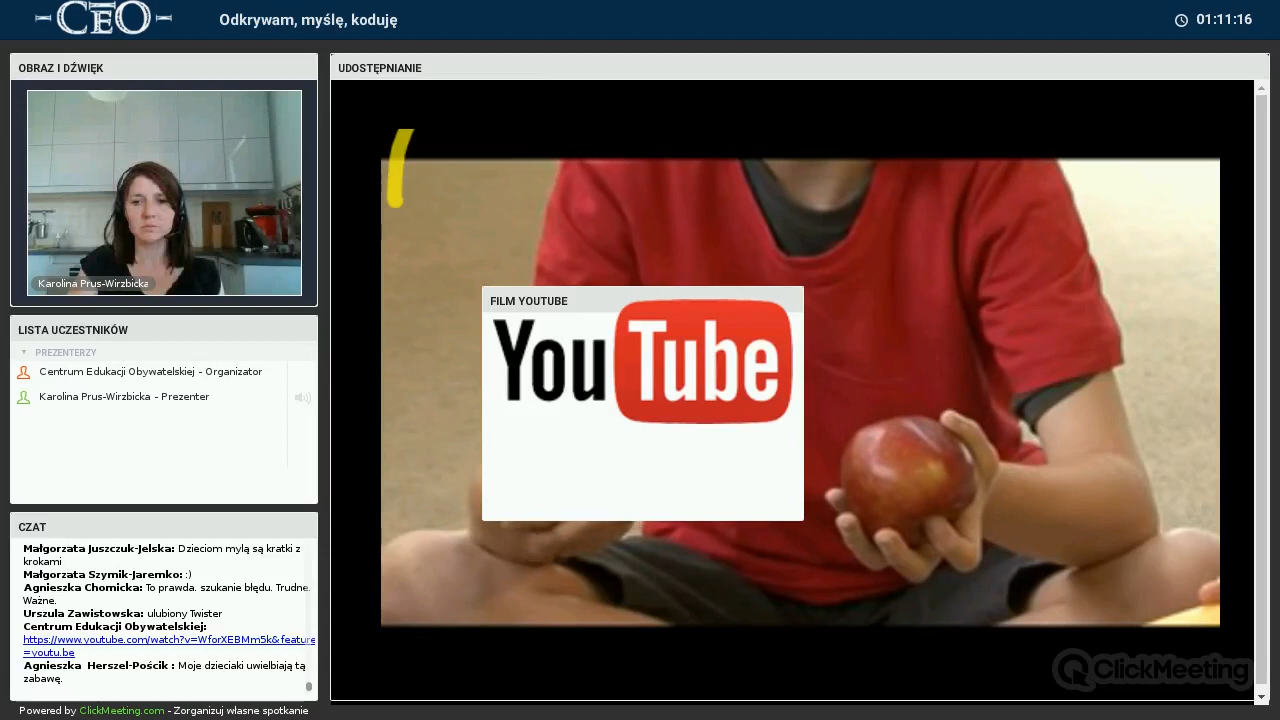 CEO
Odkrywam, myślę, koduję
01:11:16
OBRAZ I DŹWIĘK
Karolina Prus-Wirzbicka
LISTA UCZESTNIKÓW
PREZENTERZY
Centrum Edukacji Obywatelskiej - Organizator
Karolina Prus-Wirzbicka - Prezenter
CZAT
Małgorzata Juszczuk-Jelska: Dzieciom mylą są kratki z
krokami
Małgorzata Szymik-Jaremko: :)
Agnieszka Chomicka: To prawda. szukanie błędu. Trudne.
Ważne.
Urszula Zawistowska: ulubiony Twister
Centrum Edukacji Obywatelskiej:
https://www.youtube.com/watch?v=WforXEBMm5k&feature
=youtu.be
Agnieszka Herszel-Pościk : Moje dzieciaki uwielbiają tą
zabawę.
Powered by ClickMeeting.com - Zorganizuj własne spotkanie
UDOSTĘPNIANIE
FILM YOUTUBE
YouTube
ClickMeeting